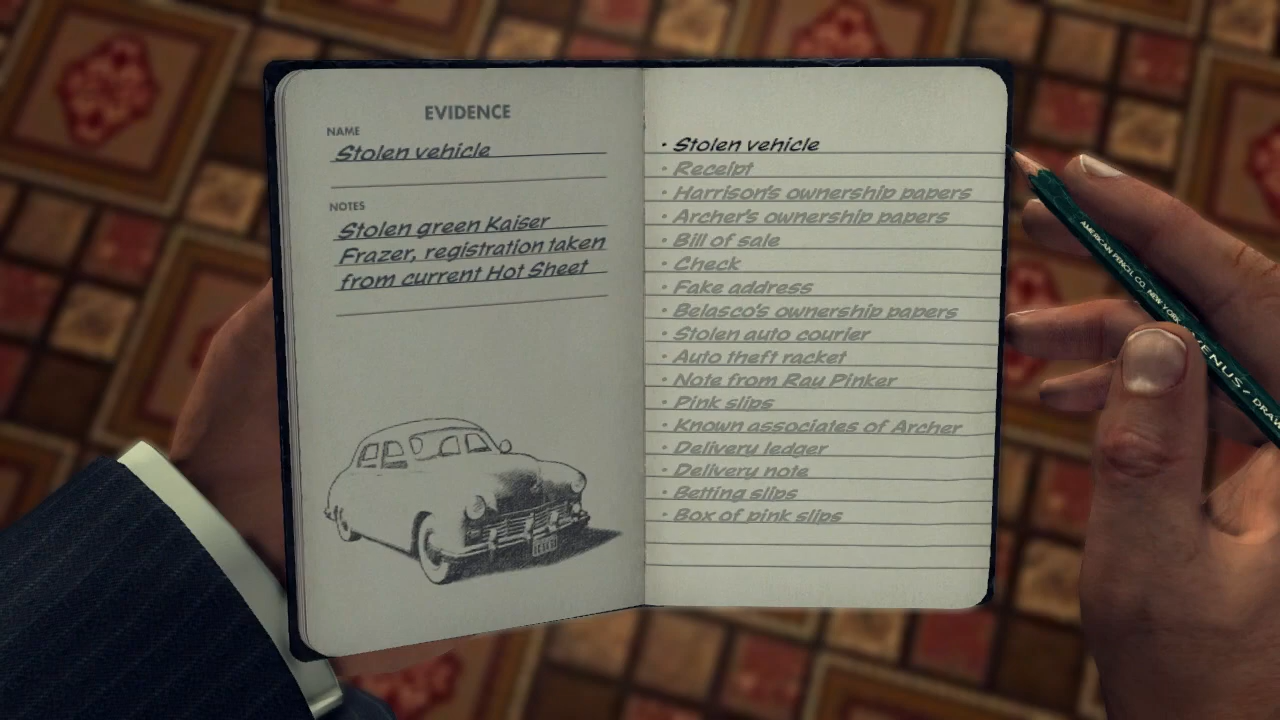 EVIDENCE
NAME
Stolen vehicle
NOTES
Stolen green Kaiser
Frazer, registration taken
from current Hot Sheet
· Stolen vehicle
· Receipt
· Harrison's ownership papers
· Archer's ownership papers
· Bill of sale
· Check
· Fake address
· Belasco's ownership papers
· Stolen auto courier
· Auto theft racket
· Note from Ray Pinker
· Pink slips
· Known associates of Archer
· Delivery ledger
· Delivery note
· Betting slips
· Box of pink slips
AMERICAN PENCIL CO. NEW YORK
VENUS